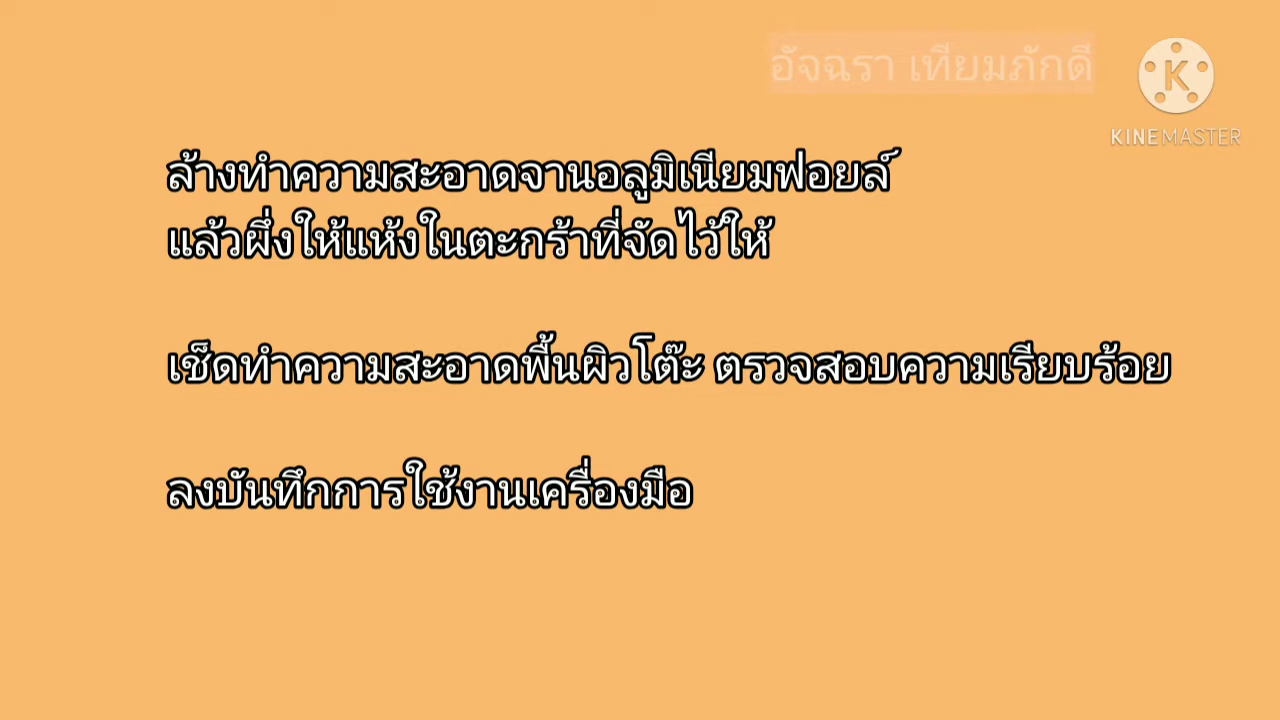 อัจฉรา เทียมภักดี
KINEMASTER
ล้างทำความสะอาดจานอลูมิเนียมฟอยล์
แล้วผึ่งให้แห้งในตะกร้าที่จัดไว้ให้
เช็ดทำความสะอาดพื้นผิวโต๊ะ ตรวจสอบความเรียบร้อย
ลงบันทึกการใช้งานเครื่องมือ